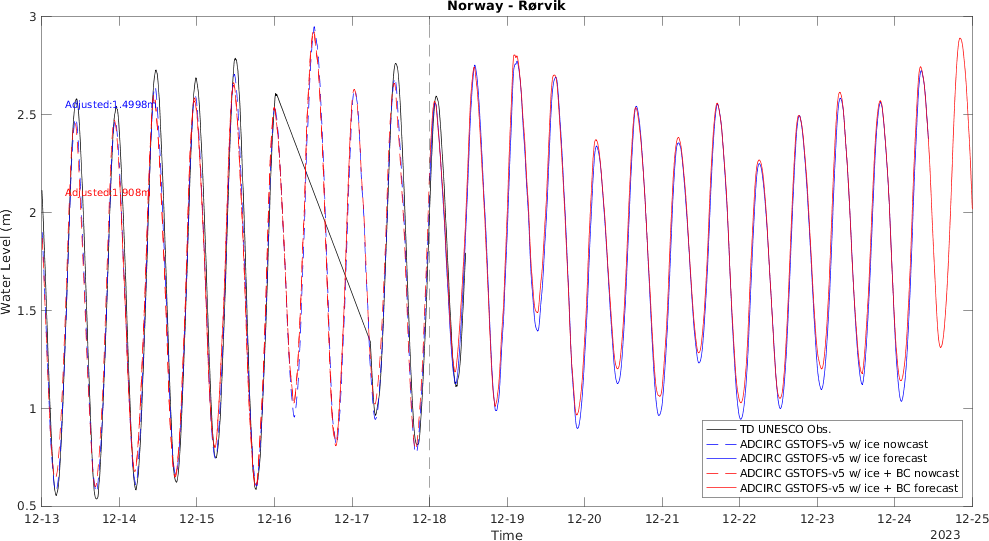 Norway - Rørvik
3
2.5
2
1.5
1
0.5
Water Level (m)
Adjusted:1.4998m
Adjusted:1.908m
TD UNESCO Obs.
ADCIRC GSTOFS-v5 w/ ice nowcast
ADCIRC GSTOFS-v5 w/ ice forecast
ADCIRC GSTOFS-v5 w/ ice + BC nowcast
ADCIRC GSTOFS-v5 w/ ice + BC forecast
12-13 12-14 12-15 12-16 12-17 12-18 12-19 12-20 12-21 12-22 12-23 12-24 12-25
Time
2023